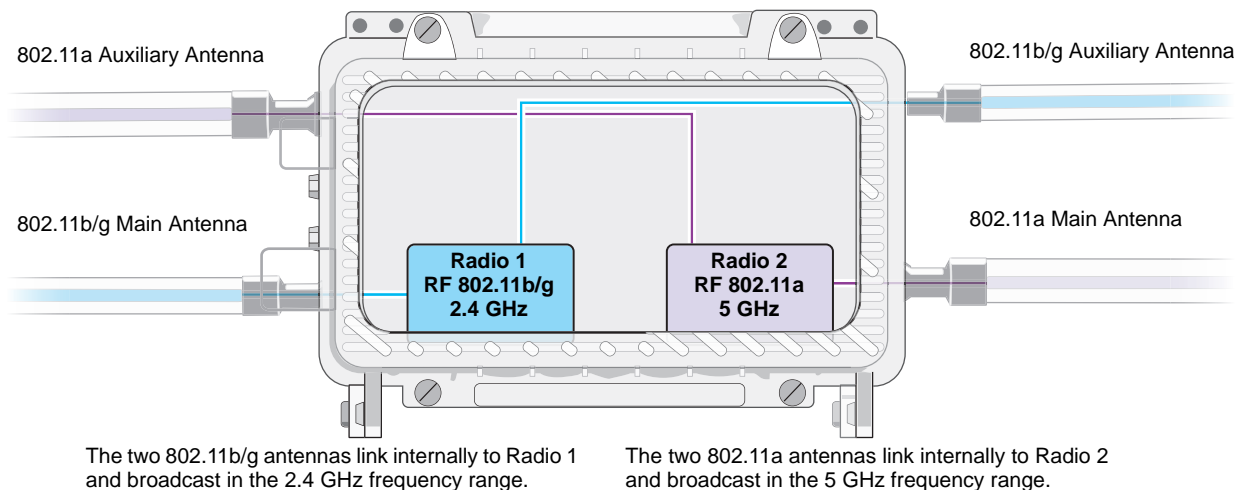 802.11a Auxiliary Antenna
802.11b/g Auxiliary Antenna
802.11b/g Main Antenna
802.11a Main Antenna
Radio 1
RF 802.11b/g
2.4 GHz
Radio 2
RF 802.11a
5 GHz
The two 802.11b/g antennas link internally to Radio 1
and broadcast in the 2.4 GHz frequency range.
The two 802.11a antennas link internally to Radio 2
and broadcast in the 5 GHz frequency range.